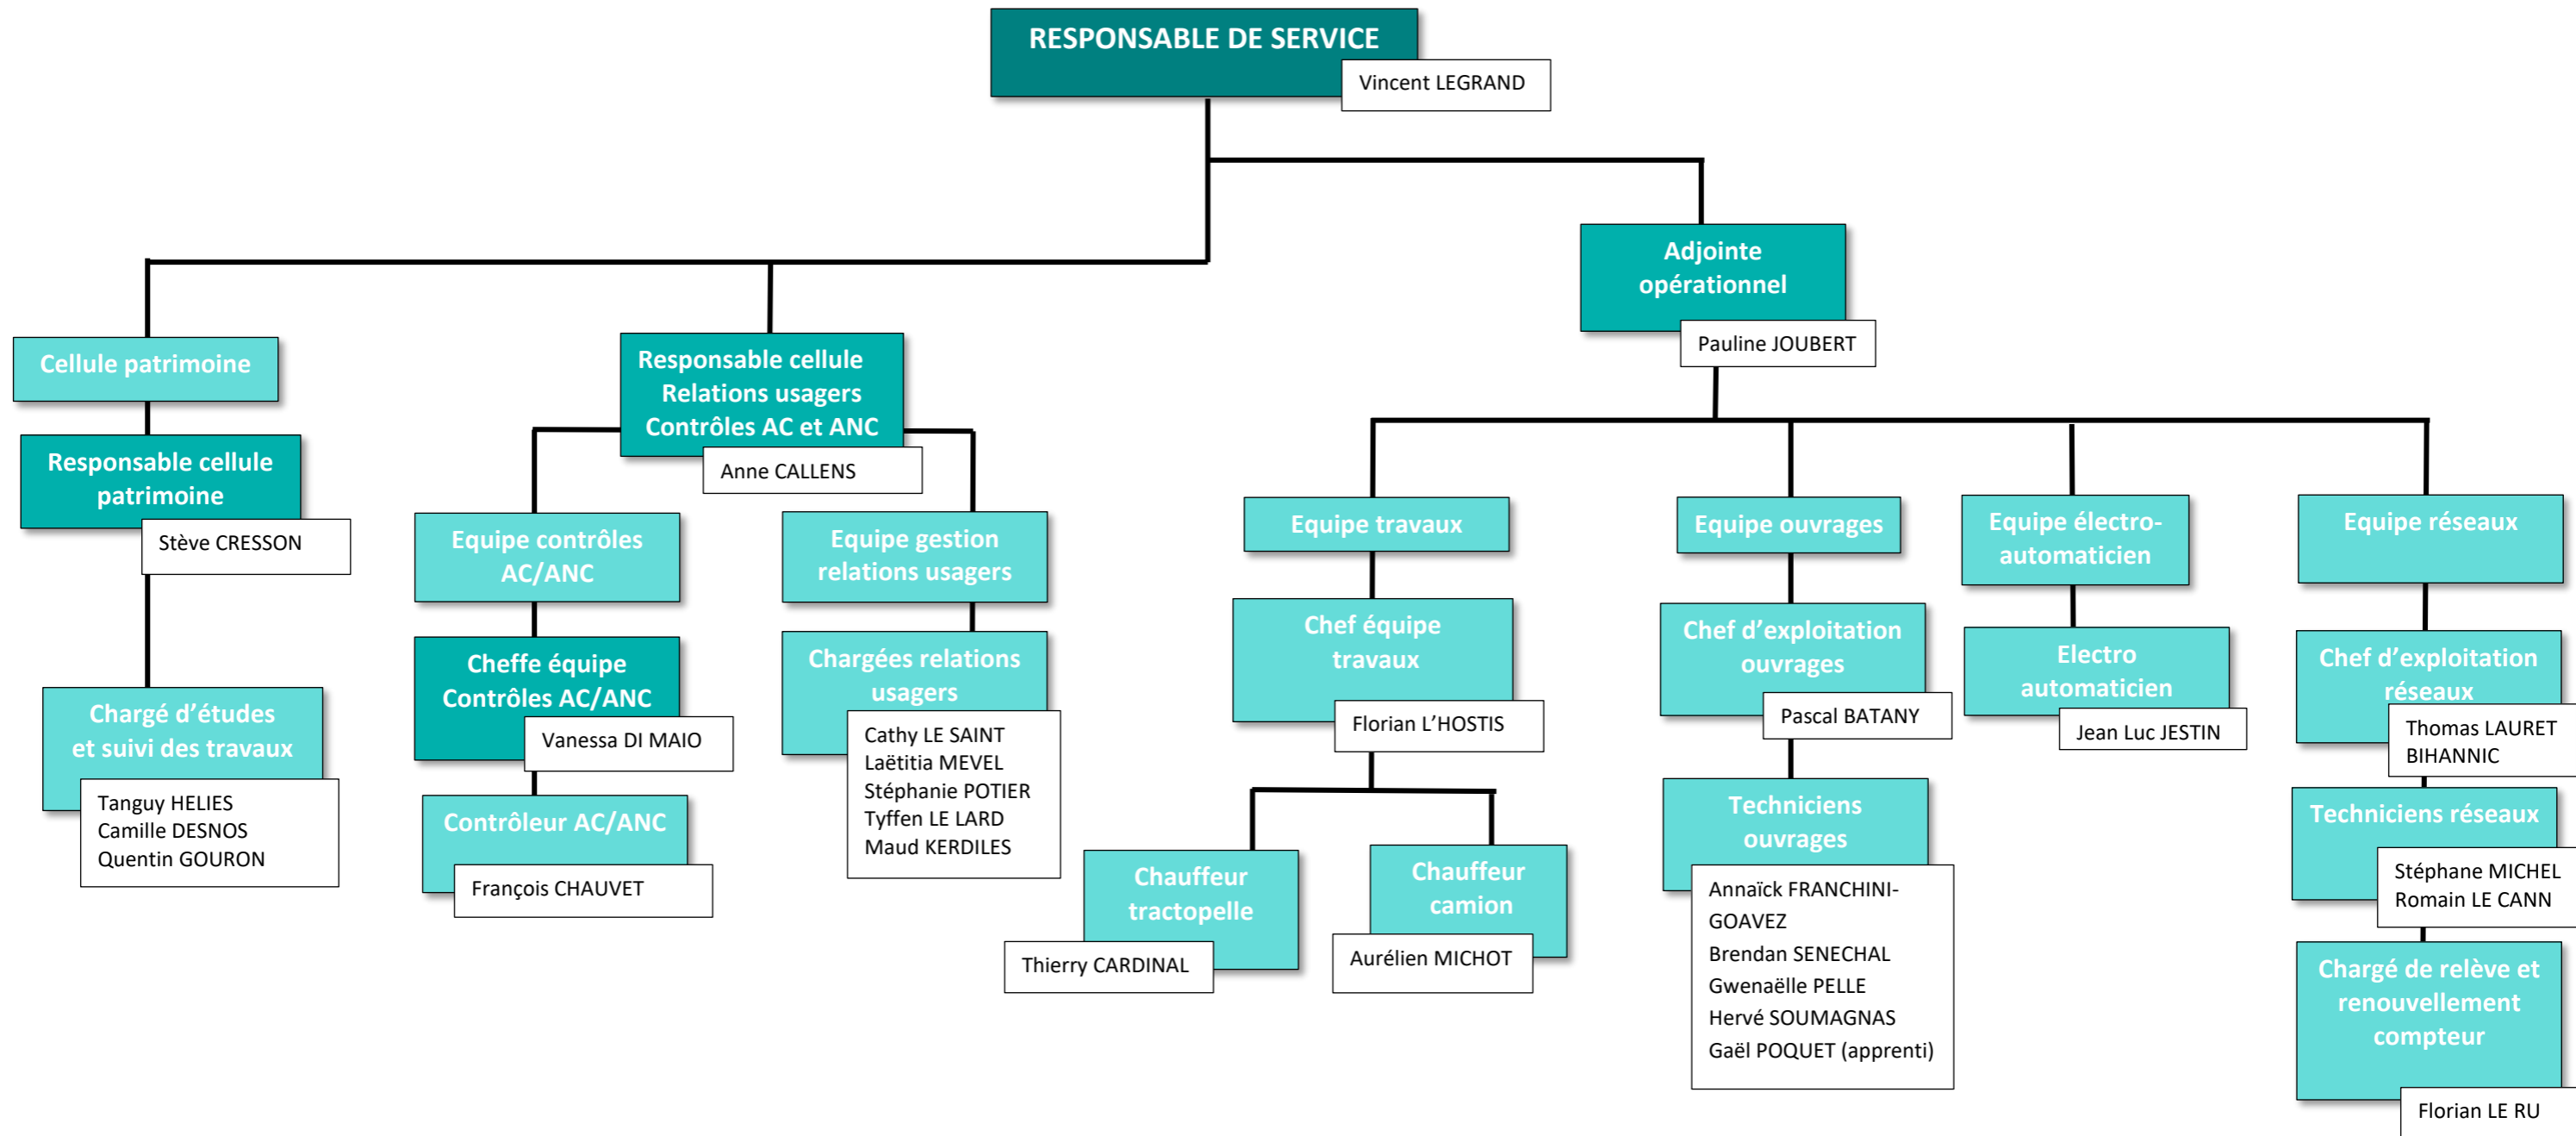 RESPONSABLE DE SERVICE
Vincent LEGRAND
Adjointe
opérationnel
Pauline JOUBERT
Cellule patrimoine
Responsable cellule
patrimoine
Stève CRESSON
Chargé d’études
et suivi des travaux
Tanguy HELIES
Camille DESNOS
Quentin GOURON
Responsable cellule
Relations usagers
Contrôles AC et ANC
Anne CALLENS
Equipe contrôles
AC/ANC
Cheffe équipe
Contrôles AC/ANC
Vanessa DI MAIO
Contrôleur AC/ANC
François CHAUVET
Equipe gestion
relations usagers
Chargées relations
usagers
Cathy LE SAINT
Laëtitia MEVEL
Stéphanie POTIER
Tyffen LE LARD
Maud KERDILES
Equipe travaux
Chef équipe
travaux
Florian L’HOSTIS
Chauffeur
tractopelle
Thierry CARDINAL
Chauffeur
camion
Aurélien MICHOT
Equipe ouvrages
Chef d’exploitation
ouvrages
Pascal BATANY
Techniciens
ouvrages
Annaïck FRANCHINI-
GOAVEZ
Brendan SENECHAL
Gwenaëlle PELLE
Hervé SOUMAGNAS
Gaël POQUET (apprenti)
Equipe électro-
automaticien
Electro
automaticien
Jean Luc JESTIN
Equipe réseaux
Chef d’exploitation
réseaux
Thomas LAURET
BIHANNIC
Techniciens réseaux
Stéphane MICHEL
Romain LE CANN
Chargé de relève et
renouvellement
compteur
Florian LE RU